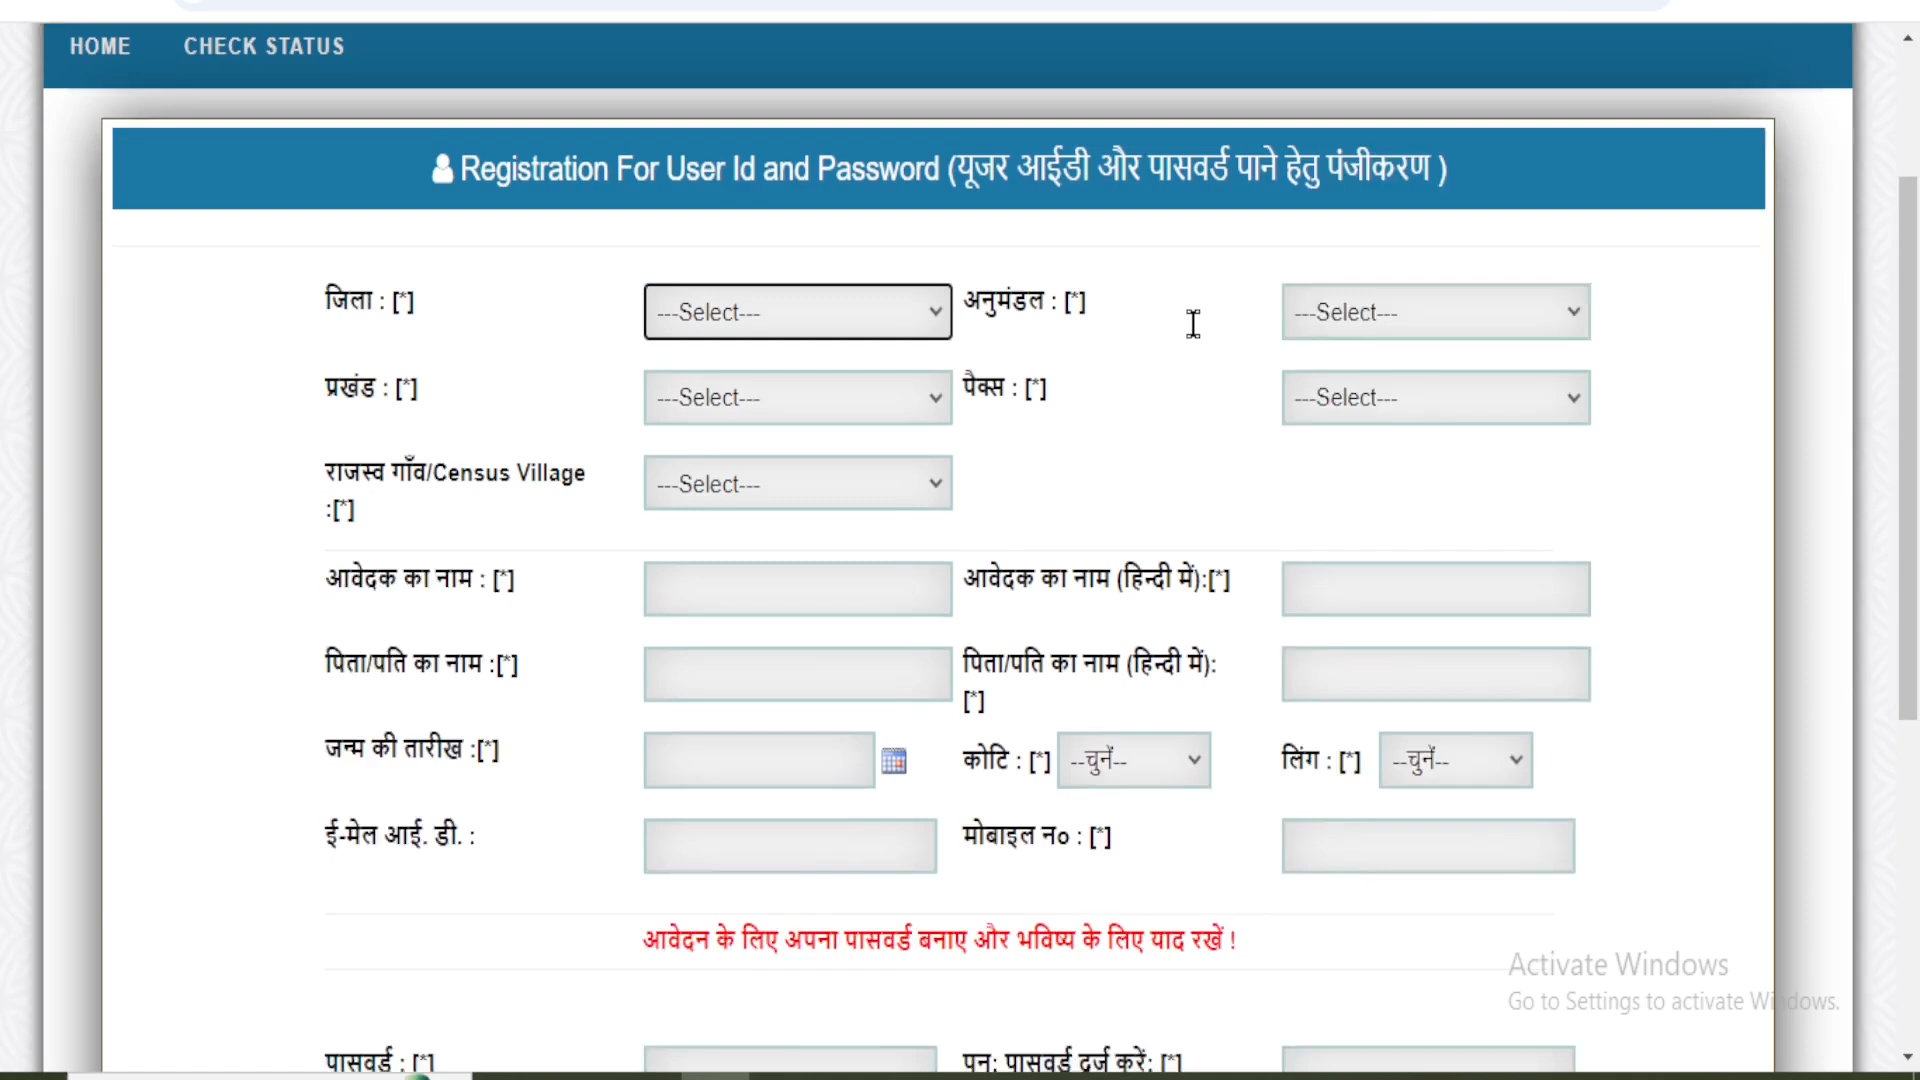 HOME CHECK STATUS
Registration For User Id and Password (यूजर आईडी और पासवर्ड पाने हेतु पंजीकरण )
जिला : [*] ---Select--- अनुमंडल : [*] ---Select---
प्रखंड : [*] ---Select--- पैक्स : [*] ---Select---
राजस्व गाँव/Census Village ---Select---
:[*]
आवेदक का नाम : [*] आवेदक का नाम (हिन्दी में):[*]
पिता/पति का नाम :[*] पिता/पति का नाम (हिन्दी में):
[*]
जन्म की तारीख :[*] कोटि : [*] --चुनें-- लिंग : [*] --चुनें--
ई-मेल आई. डी. : मोबाइल न० : [*]
आवेदन के लिए अपना पासवर्ड बनाए और भविष्य के लिए याद रखें !
Activate Windows
Go to Settings to activate Windows.
पासवर्ड : [*] पुन: पासवर्ड दर्ज करें: [*]